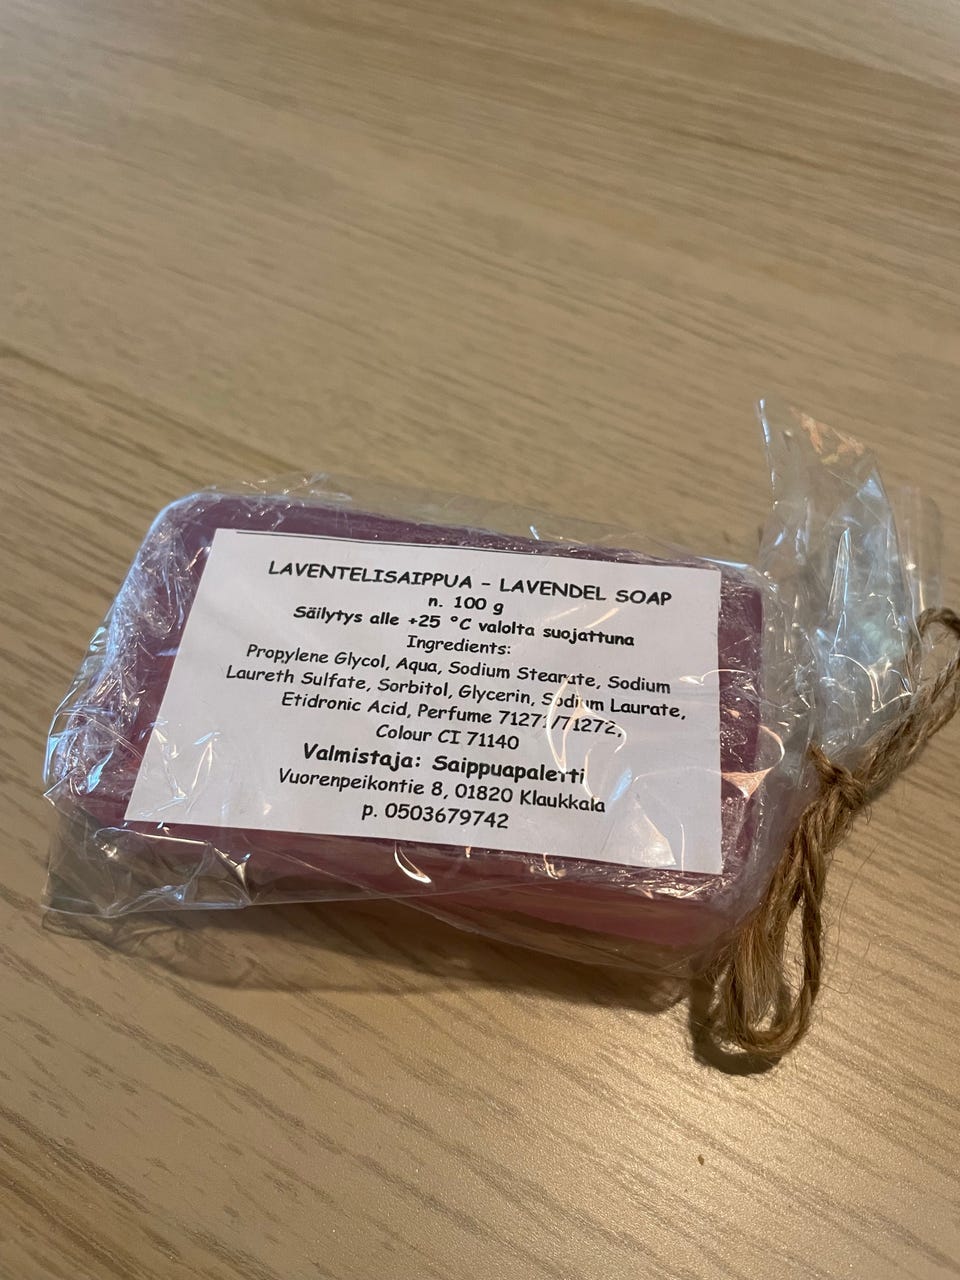 LAVENTELISAIPPUA - LAVENDEL SOAP
n. 100 g
Säilytys alle +25 °C valolta suojattuna
Ingredients:
Propylene Glycol, Aqua, Sodium Stearate, Sodium
Laureth Sulfate, Sorbitol, Glycerin, Sodium Laurate,
Etidronic Acid, Perfume 71271/71272,
Colour CI 71140
Valmistaja: Saippuapaletti
Vuorenpeikontie 8, 01820 Klaukkala
p. 0503679742